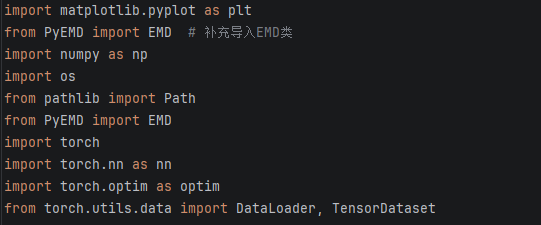 import matplotlib.pyplot as plt
from PyEMD import EMD  # 补充导入EMD类
import numpy as np
import os
from pathlib import Path
from PyEMD import EMD
import torch
import torch.nn as nn
import torch.optim as optim
from torch.utils.data import DataLoader, TensorDataset